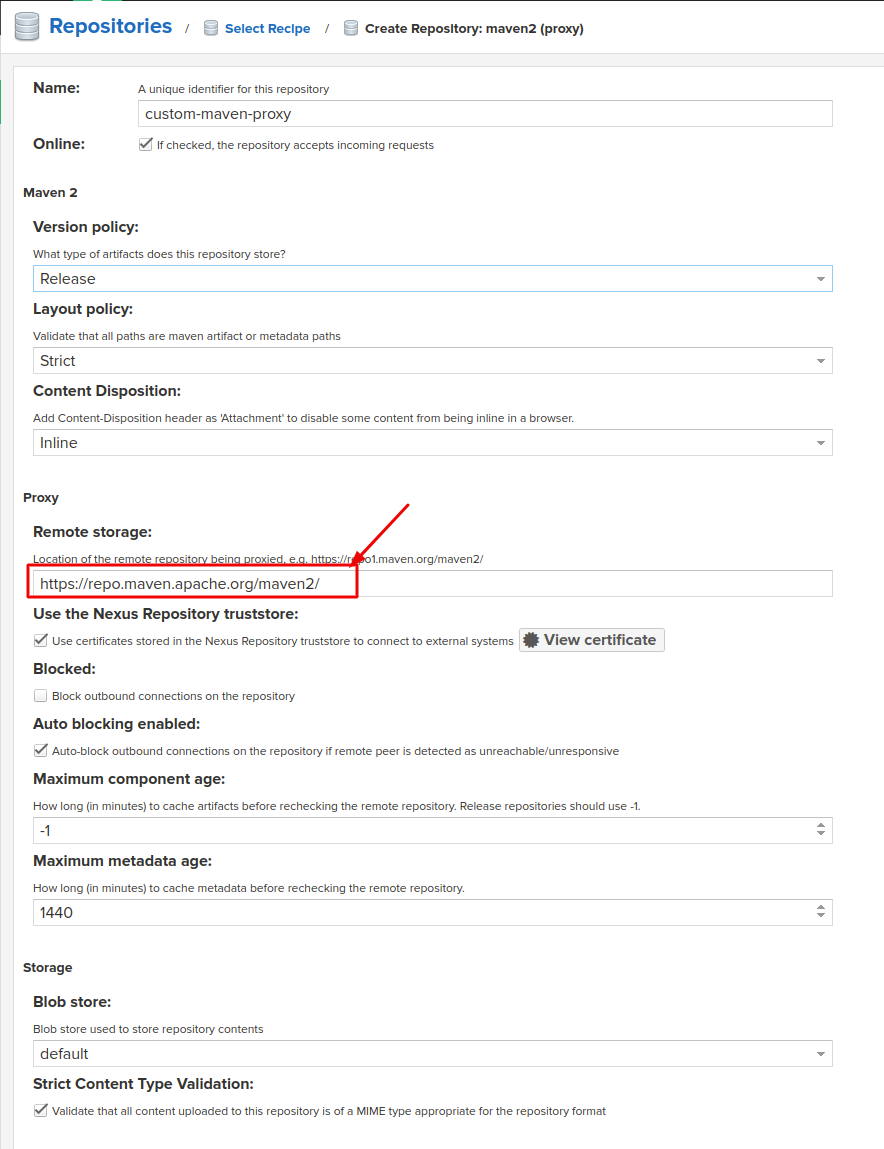 Repositories / Select Recipe / Create Repository: maven2 (proxy)
Name: A unique identifier for this repository
custom-maven-proxy
Online: If checked, the repository accepts incoming requests
Maven 2
Version policy:
What type of artifacts does this repository store?
Release
Layout policy:
Validate that all paths are maven artifact or metadata paths
Strict
Content Disposition:
Add Content-Disposition header as 'Attachment' to disable some content from being inline in a browser.
Inline
Proxy
Remote storage:
Location of the remote repository being proxied, e.g. https://repo1.maven.org/maven2/
https://repo.maven.apache.org/maven2/
Use the Nexus Repository truststore:
Use certificates stored in the Nexus Repository truststore to connect to external systems View certificate
Blocked:
Block outbound connections on the repository
Auto blocking enabled:
Auto-block outbound connections on the repository if remote peer is detected as unreachable/unresponsive
Maximum component age:
How long (in minutes) to cache artifacts before rechecking the remote repository. Release repositories should use -1.
-1
Maximum metadata age:
How long (in minutes) to cache metadata before rechecking the remote repository.
1440
Storage
Blob store:
Blob store used to store repository contents
default
Strict Content Type Validation:
Validate that all content uploaded to this repository is of a MIME type appropriate for the repository format